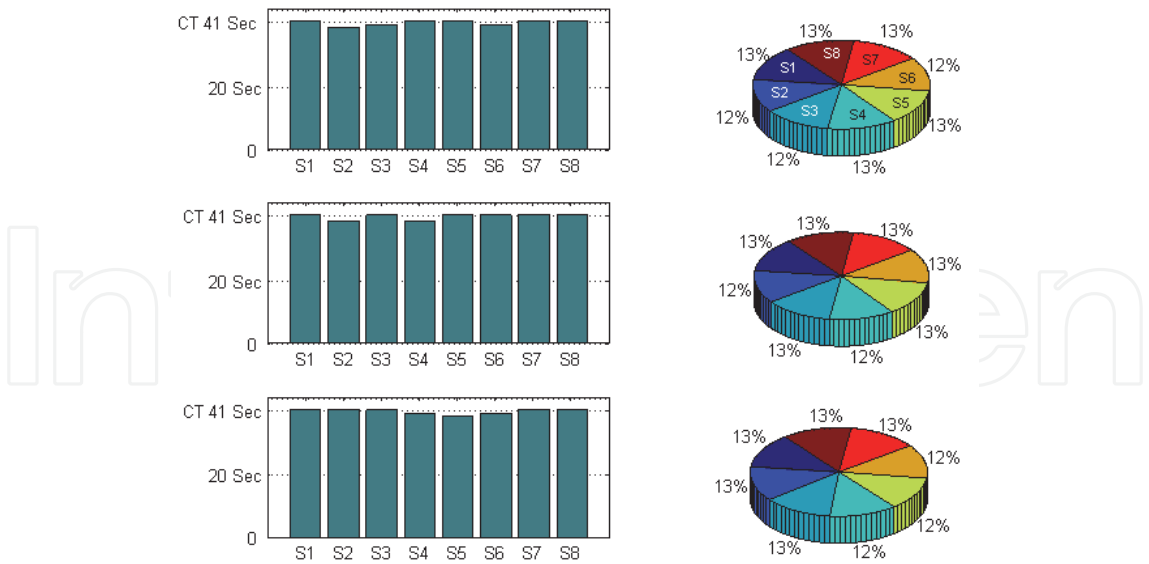 CT 41 Sec
20 Sec
0
S1 S2 S3 S4 S5 S6 S7 S8
13% 13%
13% 12%
S8 S7
S1 S6
S2 S5
S3 S4
12% 13%
12% 13%
CT 41 Sec
20 Sec
0
S1 S2 S3 S4 S5 S6 S7 S8
13% 13%
13% 13%
12% 13%
13% 12%
CT 41 Sec
20 Sec
0
S1 S2 S3 S4 S5 S6 S7 S8
13% 13%
13% 12%
13% 12%
13% 12%
In en